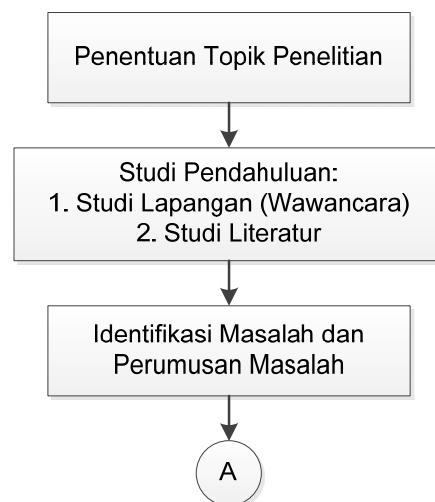 Penentuan Topik Penelitian
Studi Pendahuluan:
1. Studi Lapangan (Wawancara)
2. Studi Literatur
Identifikasi Masalah dan
Perumusan Masalah
A